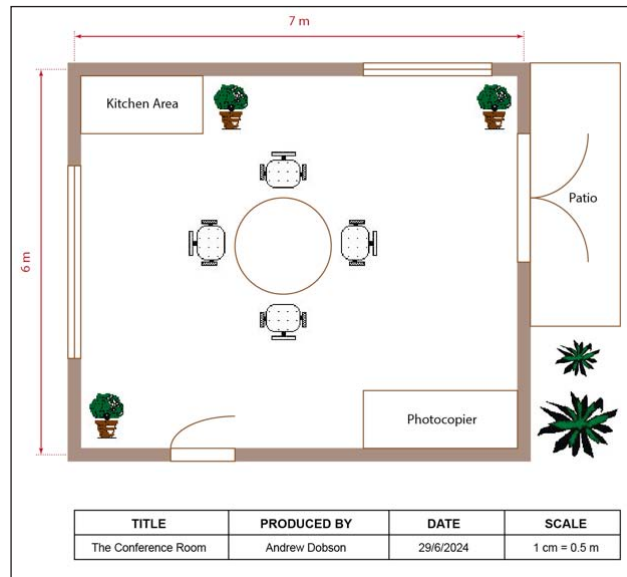 7 m
Kitchen Area
Patio
6 m
Photocopier
TITLE PRODUCED BY DATE SCALE
The Conference Room Andrew Dobson 29/6/2024 1 cm = 0.5 m